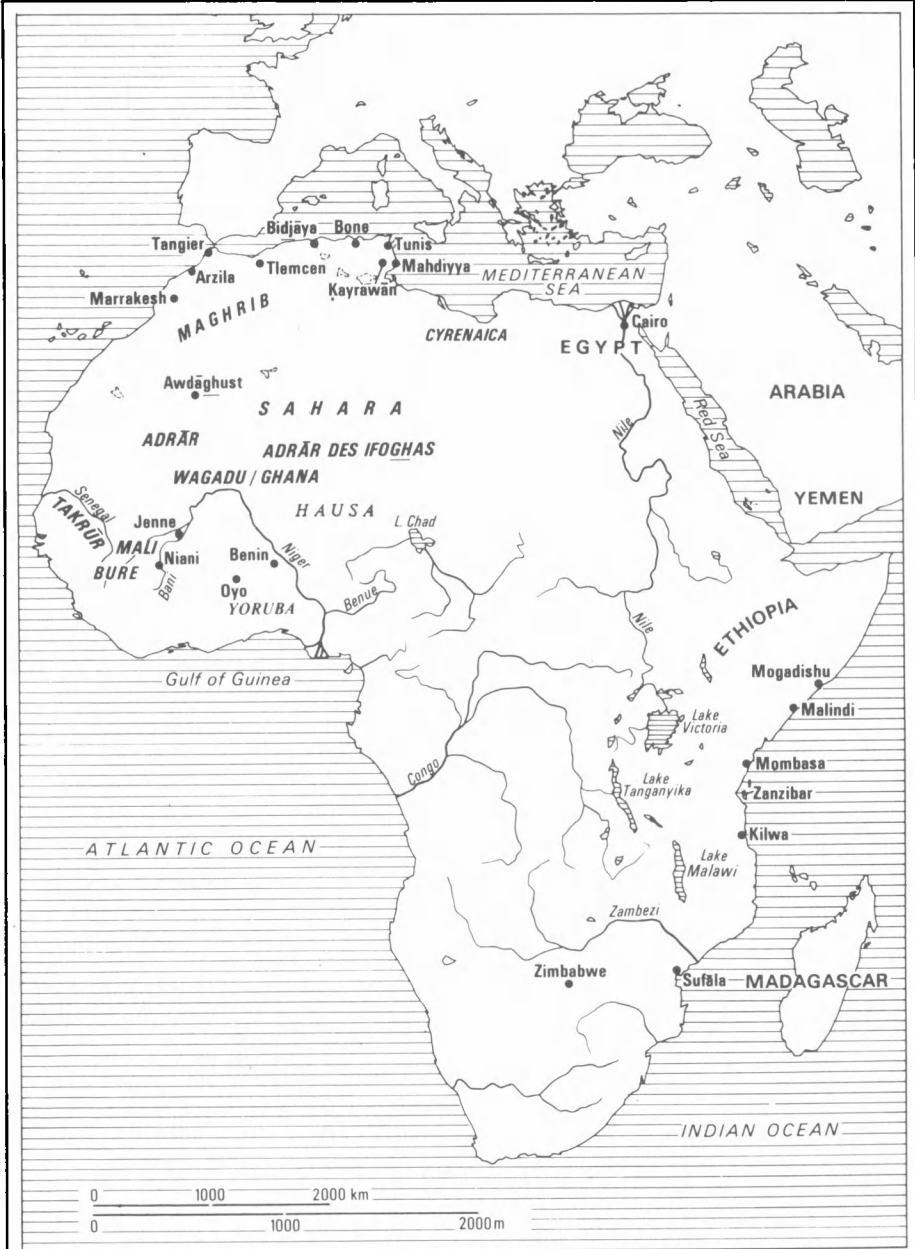 Bidjāya
Bone
Tangier
Tunis
Arzila
Tlemcen
Mahdiyya
MEDITERRANEAN
SEA
Kayrawān
Marrakesh
MAGHRIB
CYRENAICA
Cairo
EGYPT
Awdāghust
ARABIA
SAHARA
Nile
Red Sea
ADRĀR
ADRĀR DES IFOGHAS
WAGADU / GHANA
YEMEN
Senegal
TAKRŪR
HAUSA
Jenne
L. Chad
MALI
Niani
Benin
Niger
BURE
Bani
Oyo
YORUBA
Benue
Nile
ETHIOPIA
Gulf of Guinea
Mogadishu
Malindi
Lake
Victoria
Mombasa
Congo
Lake
Tanganyika
Zanzibar
Kilwa
ATLANTIC OCEAN
Lake
Malawi
Zambezi
Zimbabwe
Sufāla
MADAGASCAR
INDIAN OCEAN
0 1000 2000 km
0 1000 2000 m